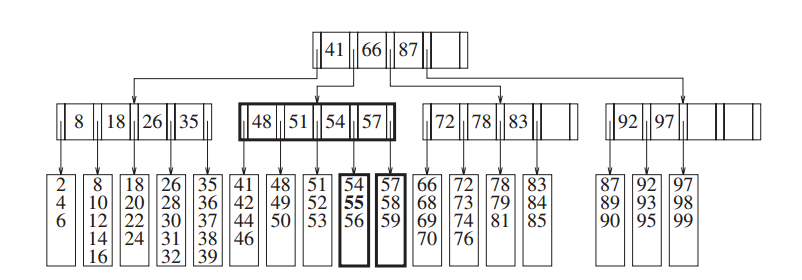 41 66 87
8 18 26 35 48 51 54 57 72 78 83 92 97
2 8 18 26 35 41 48 51 54 57 66 72 78 83 87 92 97
4 10 20 28 36 42 49 52 55 58 68 73 79 84 89 93 98
6 12 22 30 37 44 50 53 56 59 69 74 81 85 90 95 99
14 24 31 38 46 70 76
16 32 39